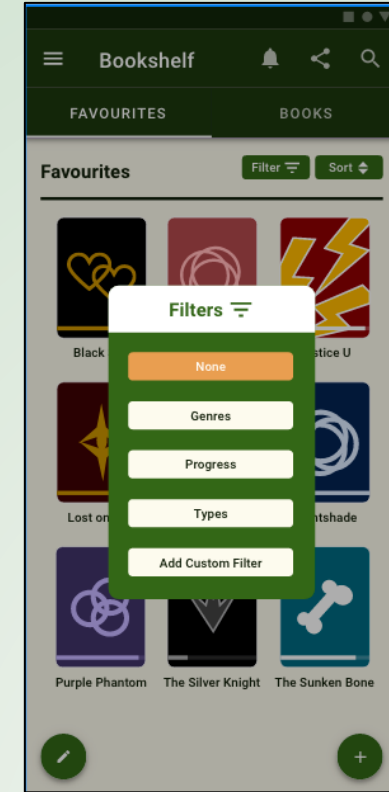 Bookshelf
FAVOURITES BOOKS
Favourites Filter Sort
Filters
Black stice U
None
Genres
Progress
Types
Lost on htshade
Add Custom Filter
Purple Phantom The Silver Knight The Sunken Bone